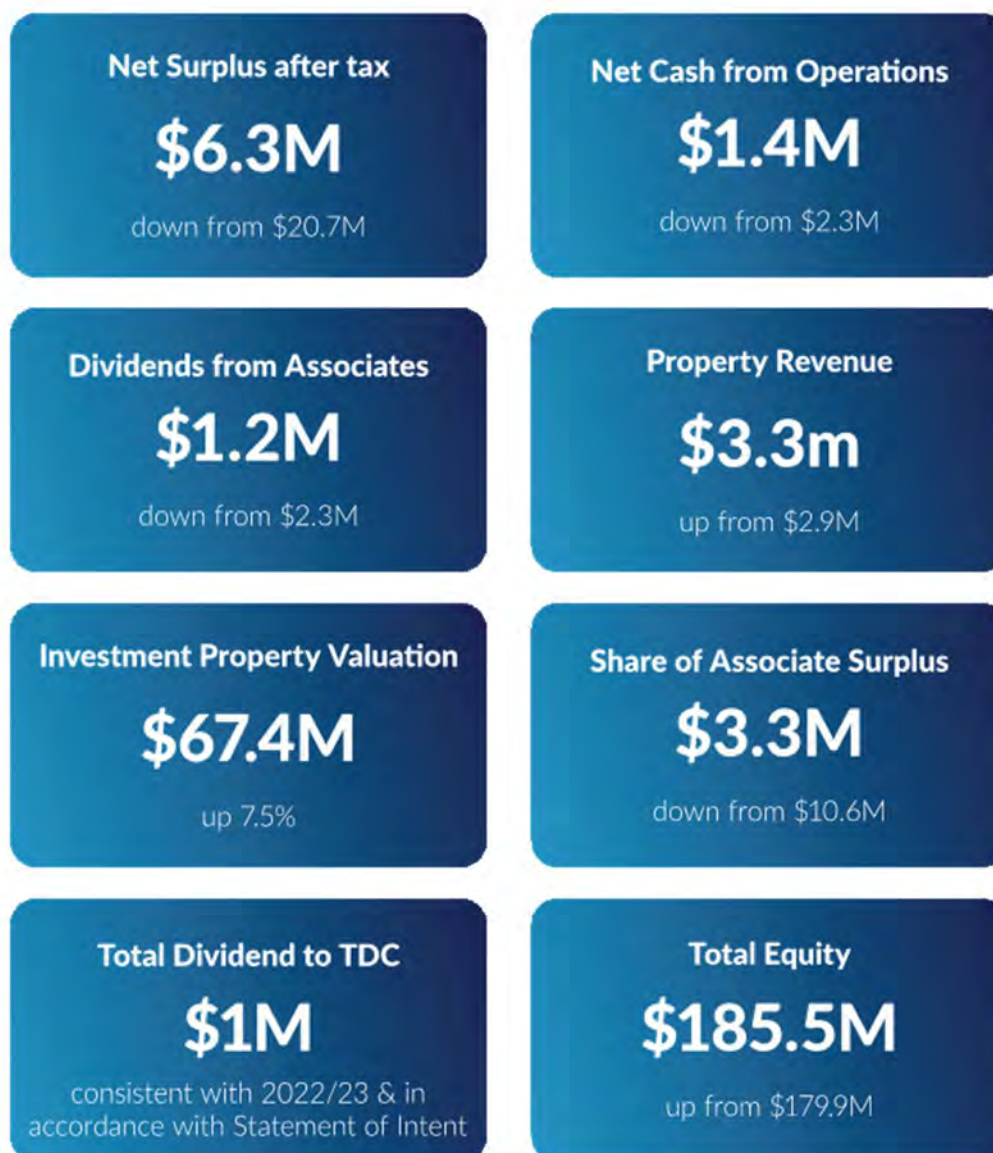 Net Surplus after tax
$6.3M
down from $20.7M
Net Cash from Operations
$1.4M
down from $2.3M
Dividends from Associates
$1.2M
down from $2.3M
Property Revenue
$3.3m
up from $2.9M
Investment Property Valuation
$67.4M
up 7.5%
Share of Associate Surplus
$3.3M
down from $10.6M
Total Dividend to TDC
$1M
consistent with 2022/23 & in
accordance with Statement of Intent
Total Equity
$185.5M
up from $179.9M